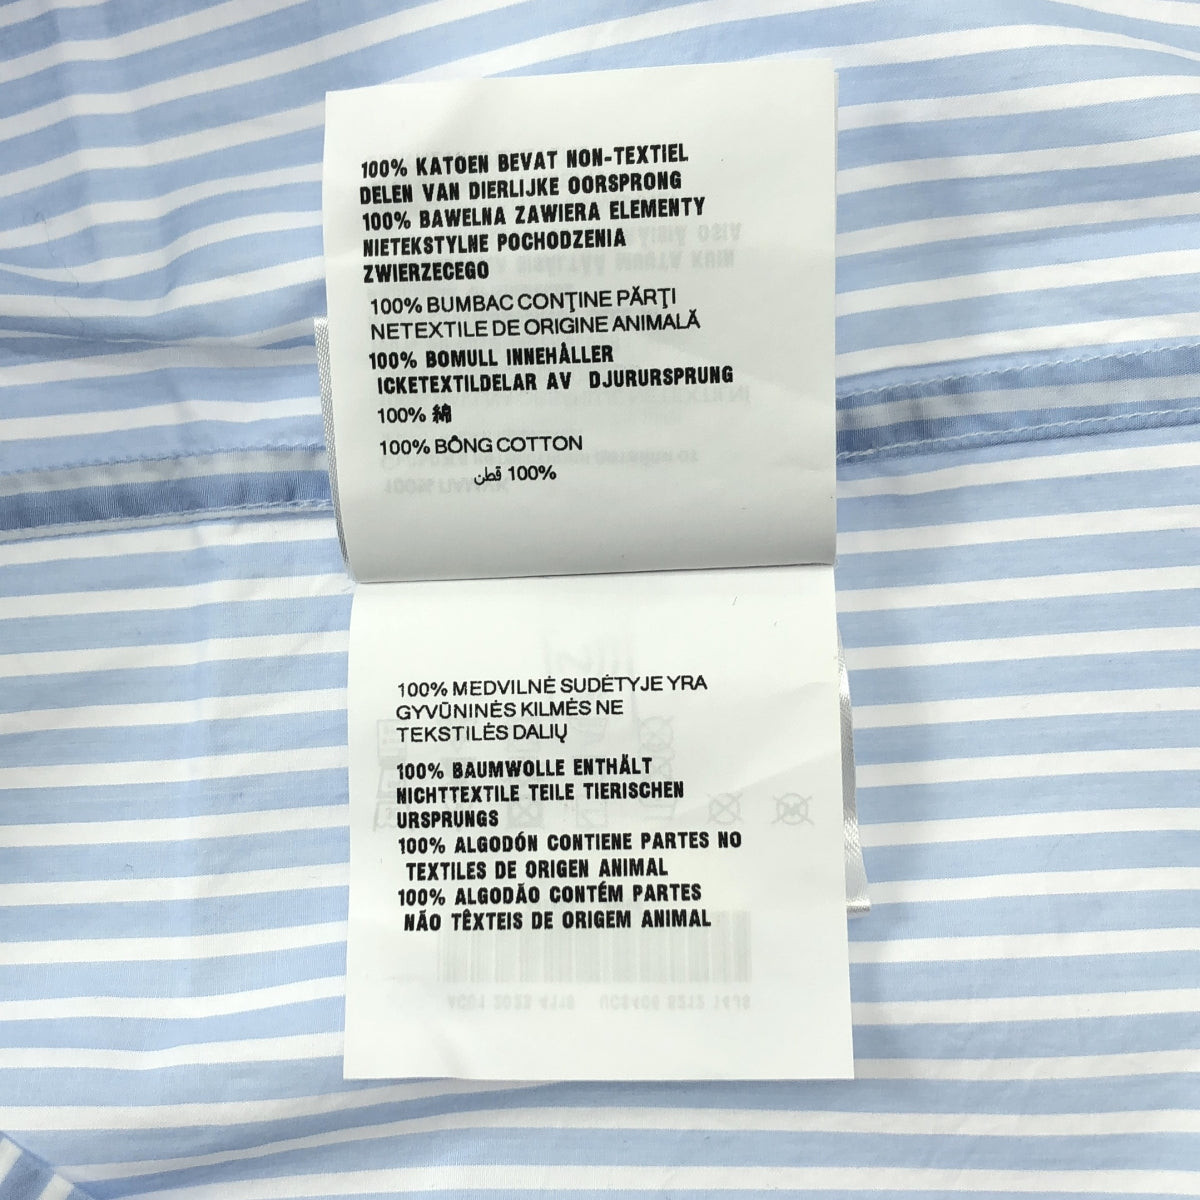 100% KATOEN BEVAT NON-TEXTIEL
DELEN VAN DIERLIJKE OORSPRONG
100% BAWELNA ZAWIERA ELEMENTY
NIETEKSTYLNE POCHODZENIA
ZWIERZECEGO
100% BUMBAC CONŢINE PĂRŢI
NETEXTILE DE ORIGINE ANIMALĂ
100% BOMULL INNEHÅLLER
ICKETEXTILDELAR AV DJURURSPRUNG
100% 綿
100% BÔNG COTTON
100% قطن
100% MEDVILNĖ SUDĖTYJE YRA
GYVŪNINĖS KILMĖS NE
TEKSTILĖS DALIŲ
100% BAUMWOLLE ENTHÄLT
NICHTTEXTILE TEILE TIERISCHEN
URSPRUNGS
100% ALGODÓN CONTIENE PARTES NO
TEXTILES DE ORIGEN ANIMAL
100% ALGODÃO CONTÉM PARTES
NÃO TÊXTEIS DE ORIGEM ANIMAL